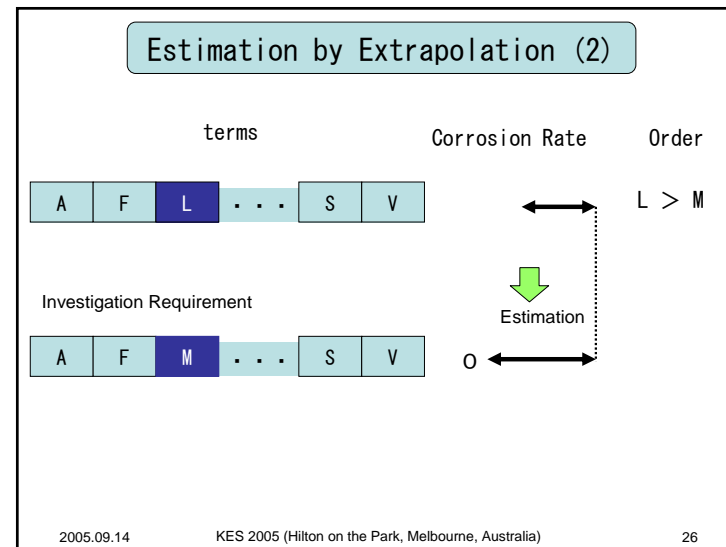 Estimation by Extrapolation (2)
terms Corrosion Rate Order
A F L ・・・ S V L ＞ M
Investigation Requirement
Estimation
A F M ・・・ S V O
2005.09.14 KES 2005 (Hilton on the Park, Melbourne, Australia) 26